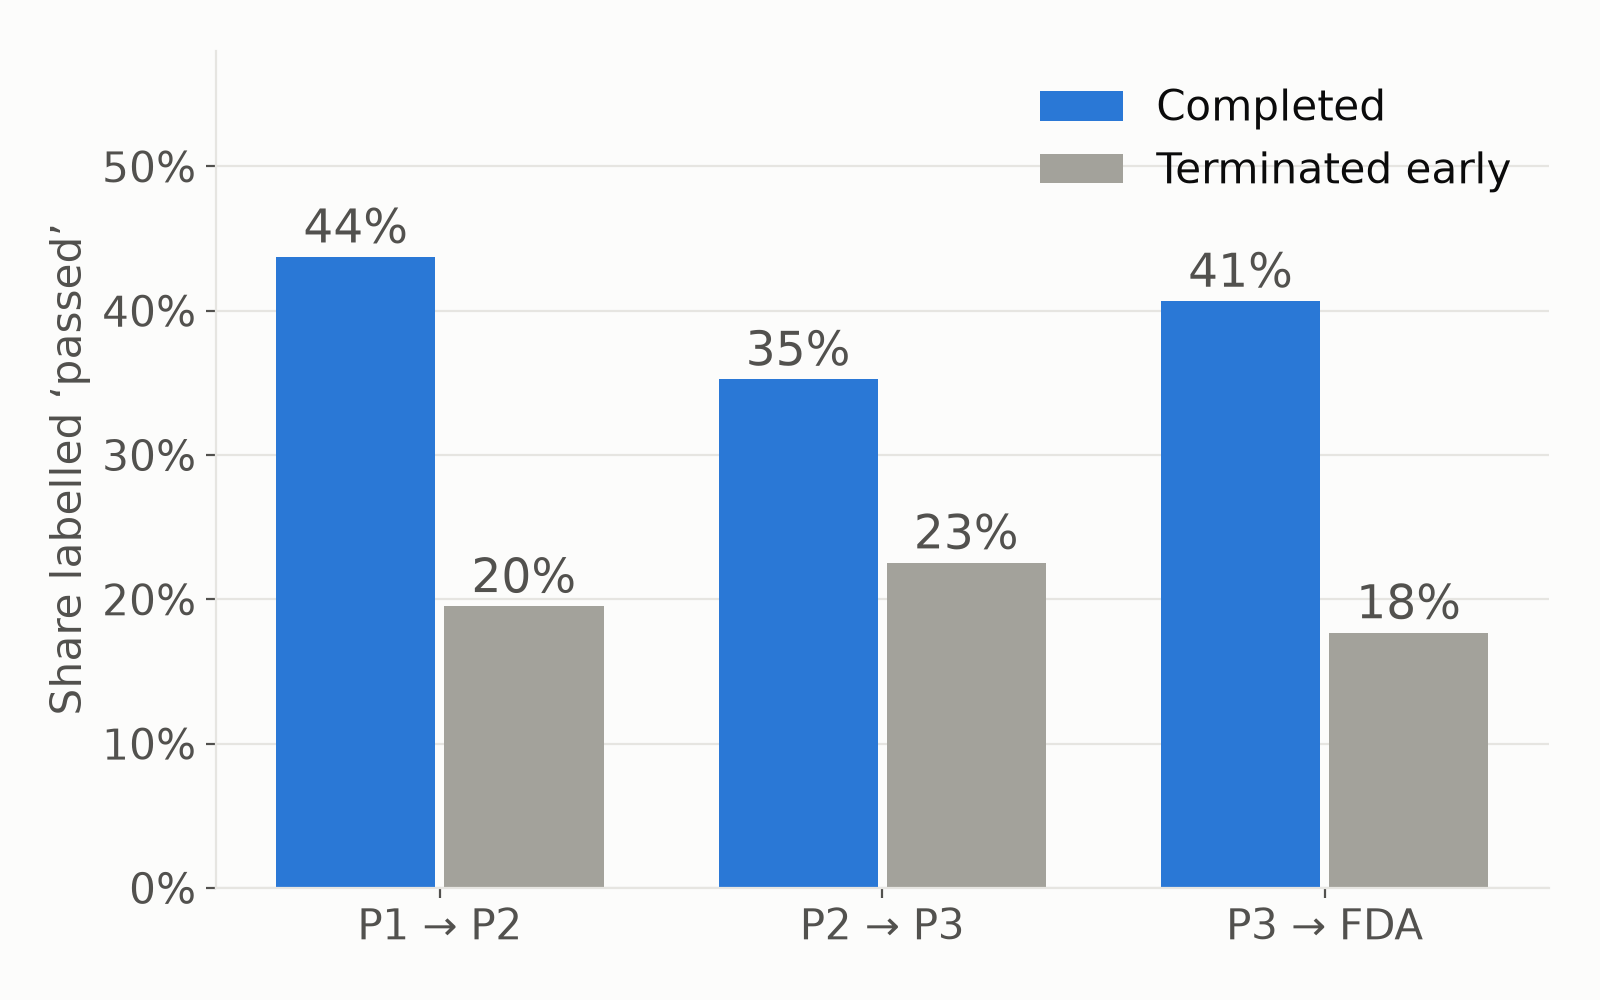 Completed
Terminated early
Share labelled ‘passed’
50%
40%
30%
20%
10%
0%
44%
20%
35%
23%
41%
18%
P1 → P2
P2 → P3
P3 → FDA